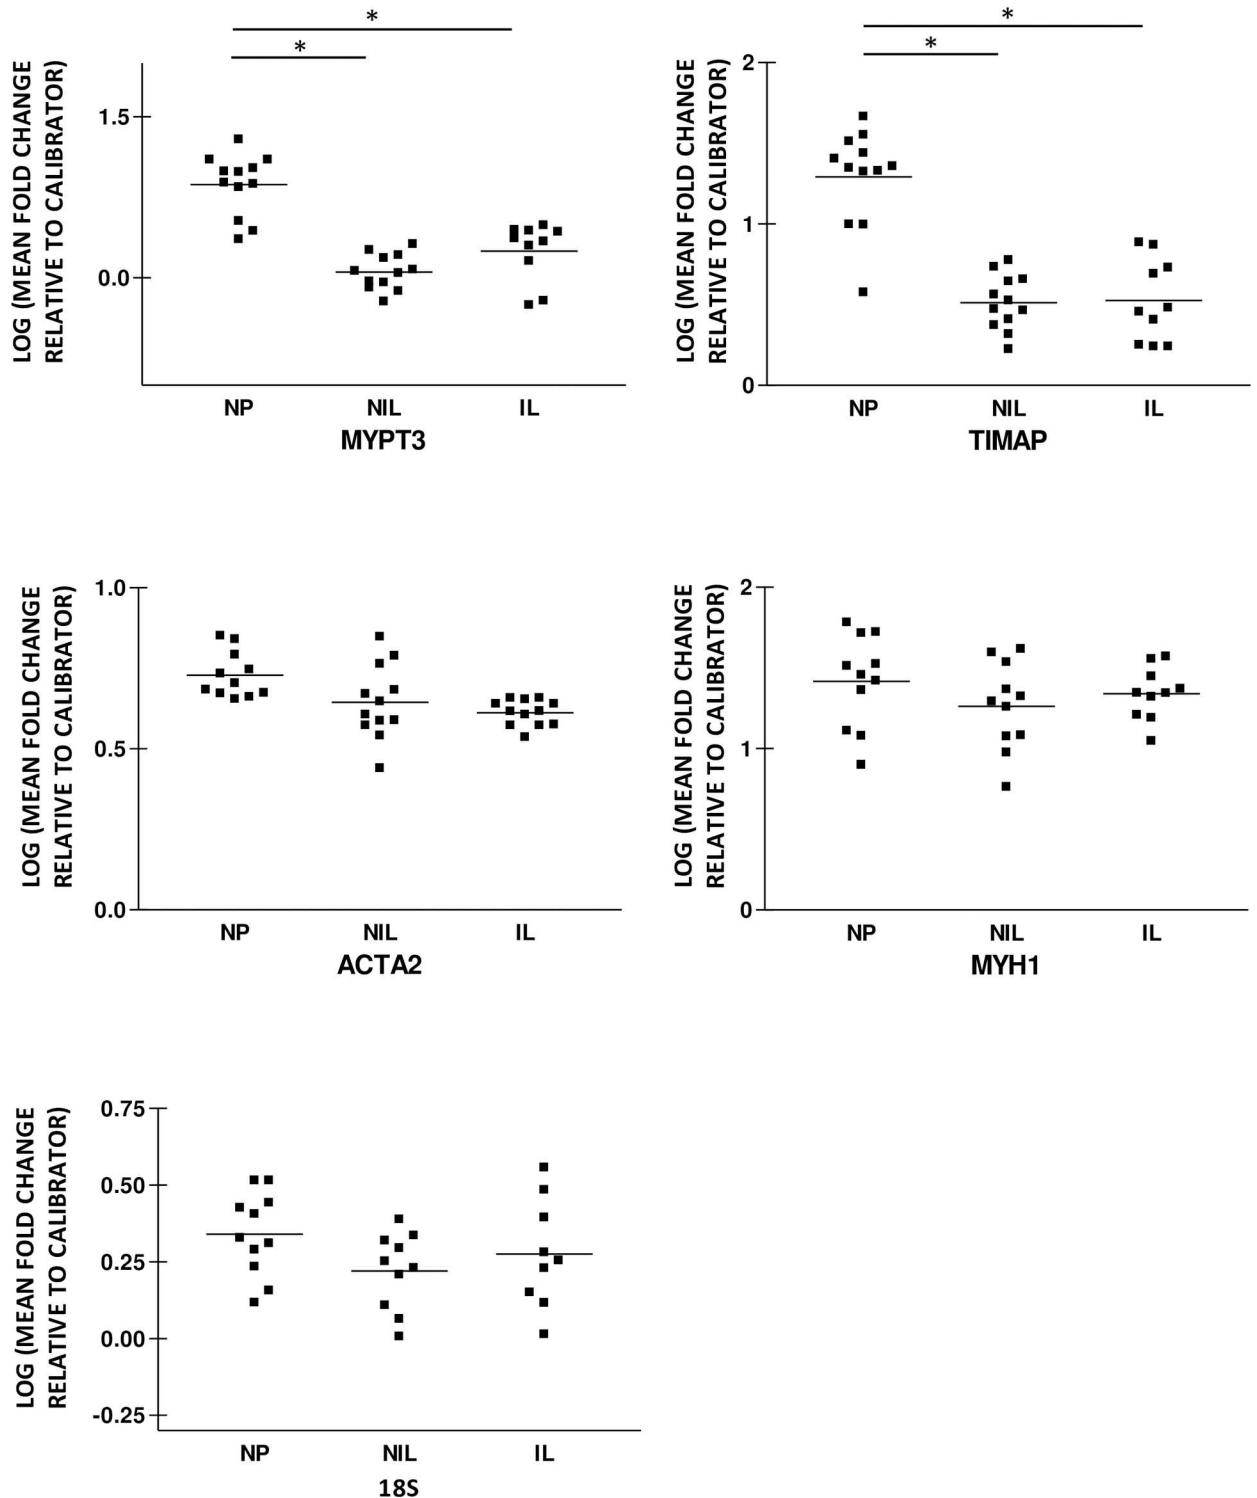 *
*
LOG (MEAN FOLD CHANGE
RELATIVE TO CALIBRATOR)
1.5
0.0
NP NIL IL
MYPT3
*
*
LOG (MEAN FOLD CHANGE
RELATIVE TO CALIBRATOR)
2
1
0
NP NIL IL
TIMAP
LOG (MEAN FOLD CHANGE
RELATIVE TO CALIBRATOR)
1.0
0.5
0.0
NP NIL IL
ACTA2
LOG (MEAN FOLD CHANGE
RELATIVE TO CALIBRATOR)
2
1
0
NP NIL IL
MYH1
LOG (MEAN FOLD CHANGE
RELATIVE TO CALIBRATOR)
0.75
0.50
0.25
0.00
-0.25
NP NIL IL
18S